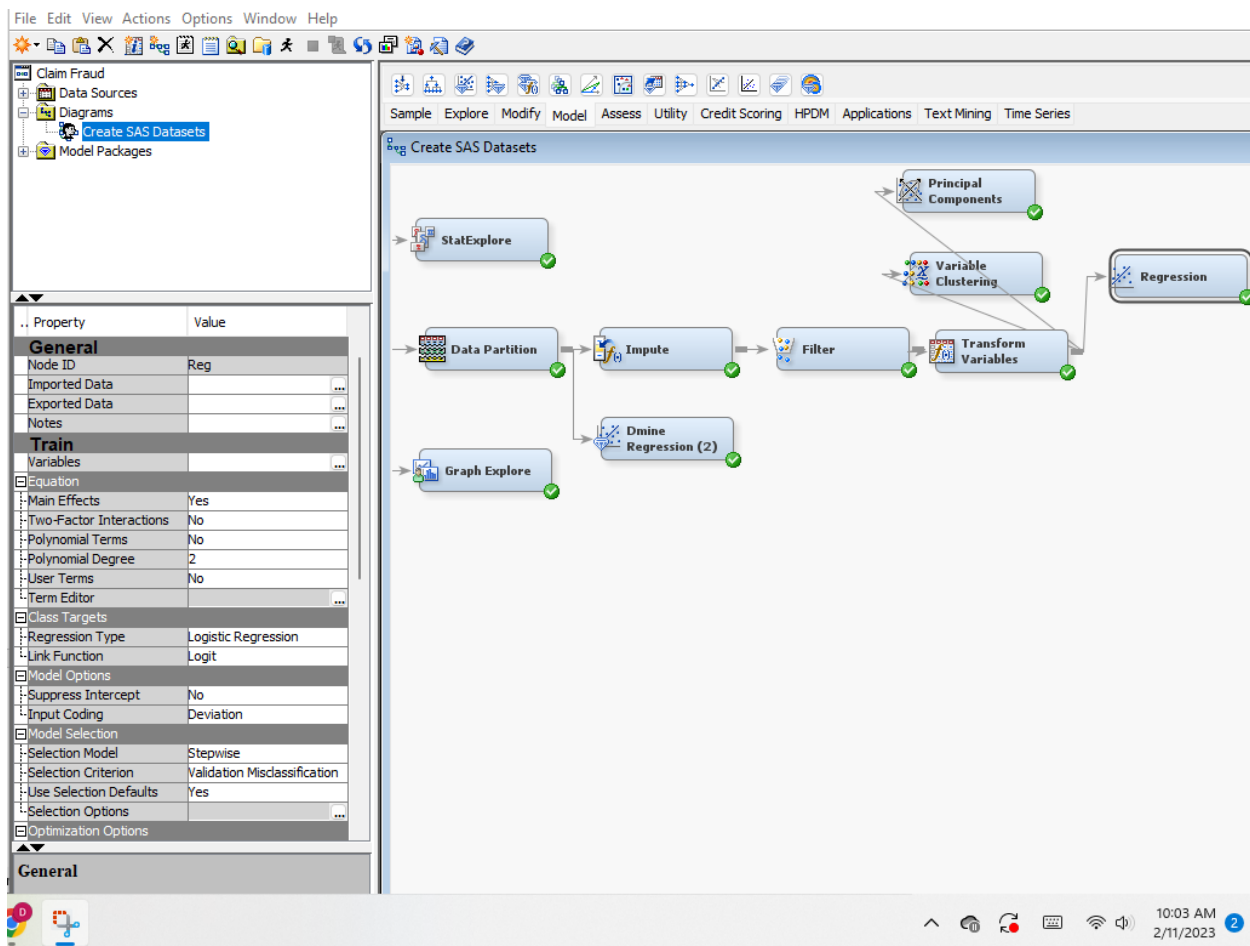 File Edit View Actions Options Window Help
Claim Fraud
Data Sources
Diagrams
Create SAS Datasets
Model Packages
Sample Explore Modify Model Assess Utility Credit Scoring HPDM Applications Text Mining Time Series
Create SAS Datasets
Principal
Components
StatExplore
Variable
Clustering
Regression
Data Partition
Impute
Filter
Transform
Variables
Dmine
Regression (2)
Graph Explore
.. Property Value
General
Node ID Reg
Imported Data ...
Exported Data ...
Notes ...
Train
Variables ...
Equation
Main Effects Yes
Two-Factor Interactions No
Polynomial Terms No
Polynomial Degree 2
User Terms No
Term Editor ...
Class Targets
Regression Type Logistic Regression
Link Function Logit
Model Options
Suppress Intercept No
Input Coding Deviation
Model Selection
Selection Model Stepwise
Selection Criterion Validation Misclassification
Use Selection Defaults Yes
Selection Options ...
Optimization Options
General
D
10:03 AM
2/11/2023
2